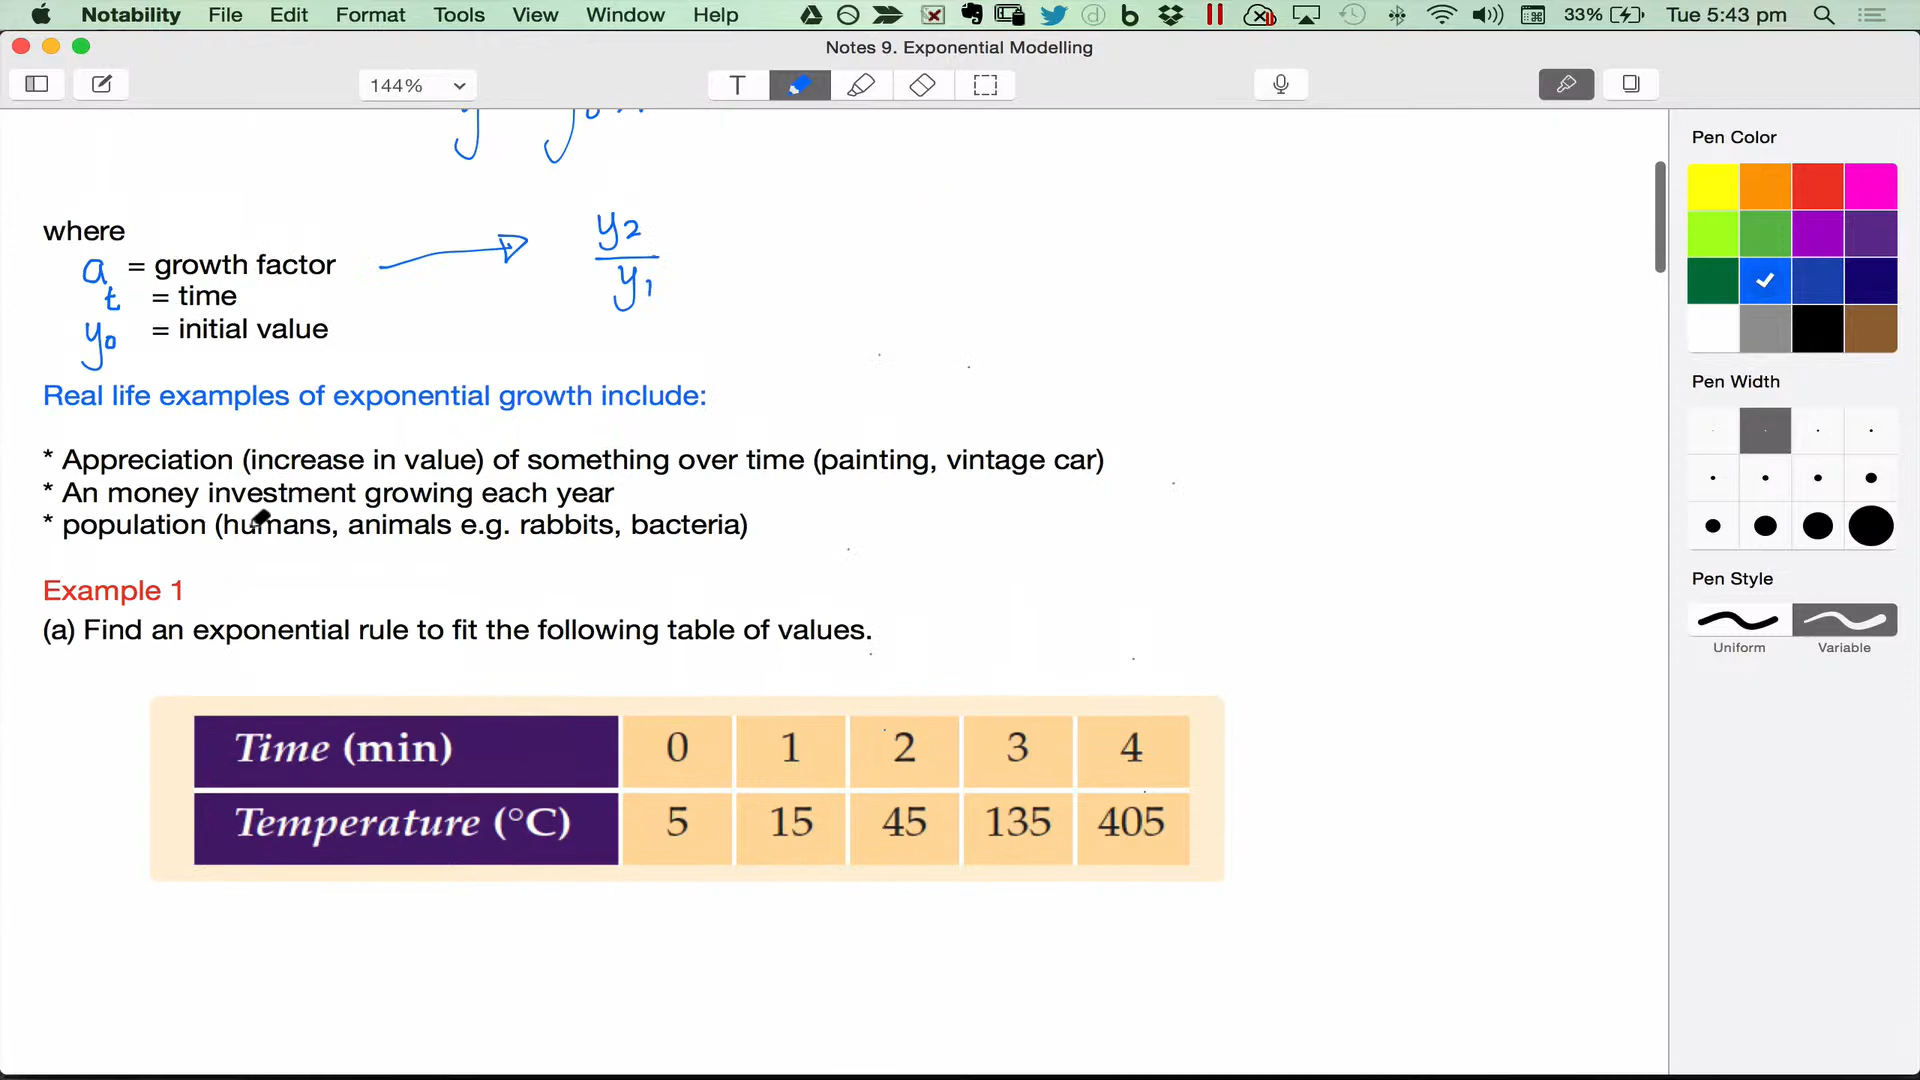 Notability File Edit Format Tools View Window Help 33% Tue 5:43 pm
Notes 9. Exponential Modelling
144% T
where
a = growth factor
t = time
y₀ = initial value
y₂
y₁
Real life examples of exponential growth include:
* Appreciation (increase in value) of something over time (painting, vintage car)
* An money investment growing each year
* population (humans, animals e.g. rabbits, bacteria)
Example 1
(a) Find an exponential rule to fit the following table of values.
Time (min) 0 1 2 3 4
Temperature (°C) 5 15 45 135 405
Pen Color
Pen Width
Pen Style
Uniform Variable